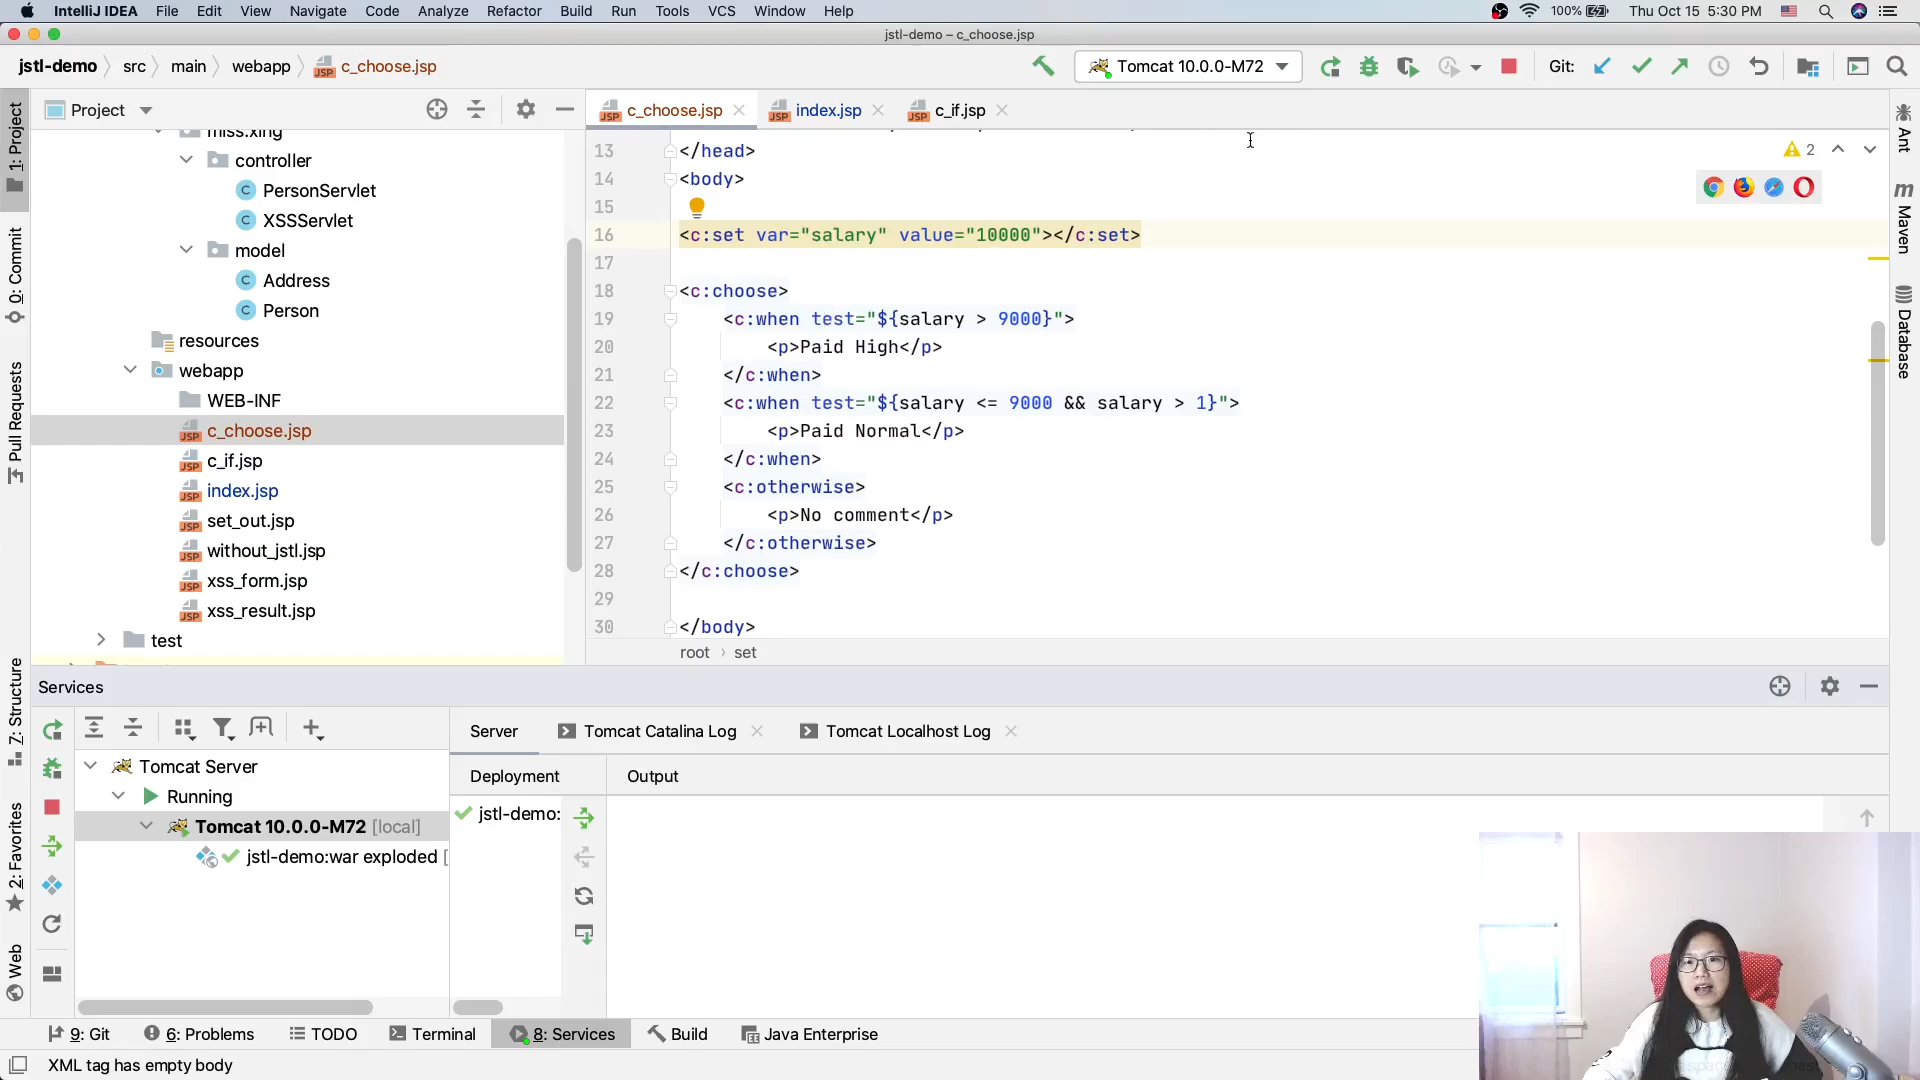 IntelliJ IDEA File Edit View Navigate Code Analyze Refactor Build Run Tools VCS Window Help 100% Thu Oct 15 5:30 PM
jstl-demo – c_choose.jsp
jstl-demo src main webapp c_choose.jsp Tomcat 10.0.0-M72 Git:
Project c_choose.jsp index.jsp c_if.jsp
miss.xing
controller
PersonServlet
XSSServlet
model
Address
Person
resources
webapp
WEB-INF
c_choose.jsp
c_if.jsp
index.jsp
set_out.jsp
without_jstl.jsp
xss_form.jsp
xss_result.jsp
test
1: Project
0: Commit
Pull Requests
Z: Structure
2: Favorites
Web
13 </head>
14 <body>
15
16 <c:set var="salary" value="10000"></c:set>
17
18 <c:choose>
19 <c:when test="${salary > 9000}">
20 <p>Paid High</p>
21 </c:when>
22 <c:when test="${salary <= 9000 && salary > 1}">
23 <p>Paid Normal</p>
24 </c:when>
25 <c:otherwise>
26 <p>No comment</p>
27 </c:otherwise>
28 </c:choose>
29
30 </body>
root › set
2
Ant
Maven
Database
Services
Server Tomcat Catalina Log Tomcat Localhost Log
Tomcat Server
Running
Tomcat 10.0.0-M72 [local]
jstl-demo:war exploded [
Deployment Output
jstl-demo:
9: Git 6: Problems TODO Terminal 8: Services Build Java Enterprise
XML tag has empty body